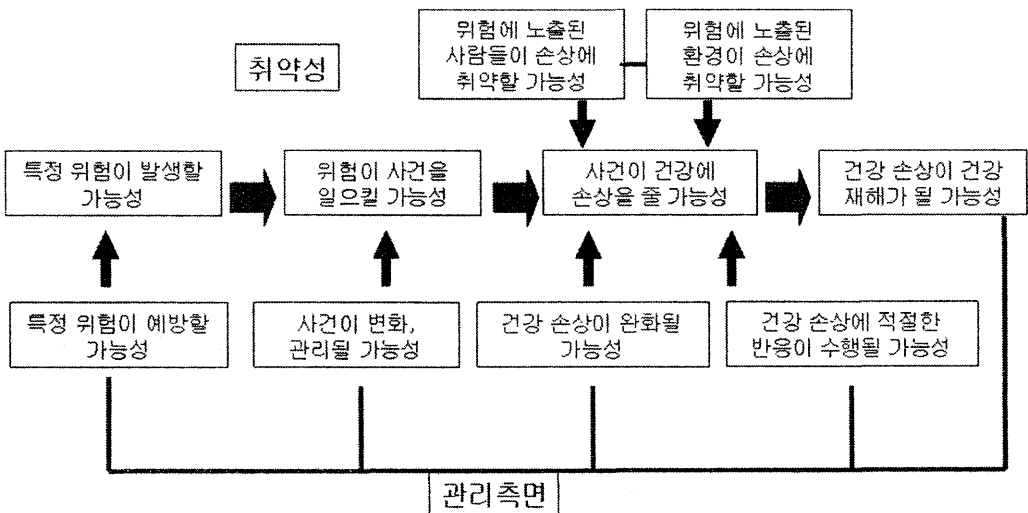 위험에 노출된
사람들이 손상에
취약할 가능성
위험에 노출된
환경이 손상에
취약할 가능성
취약성
특정 위험이 발생할
가능성
위험이 사건을
일으킬 가능성
사건이 건강에
손상을 줄 가능성
건강 손상이 건강
재해가 될 가능성
특정 위험이 예방할
가능성
사건이 변화,
관리될 가능성
건강 손상이 완화될
가능성
건강 손상에 적절한
반응이 수행될 가능성
관리측면